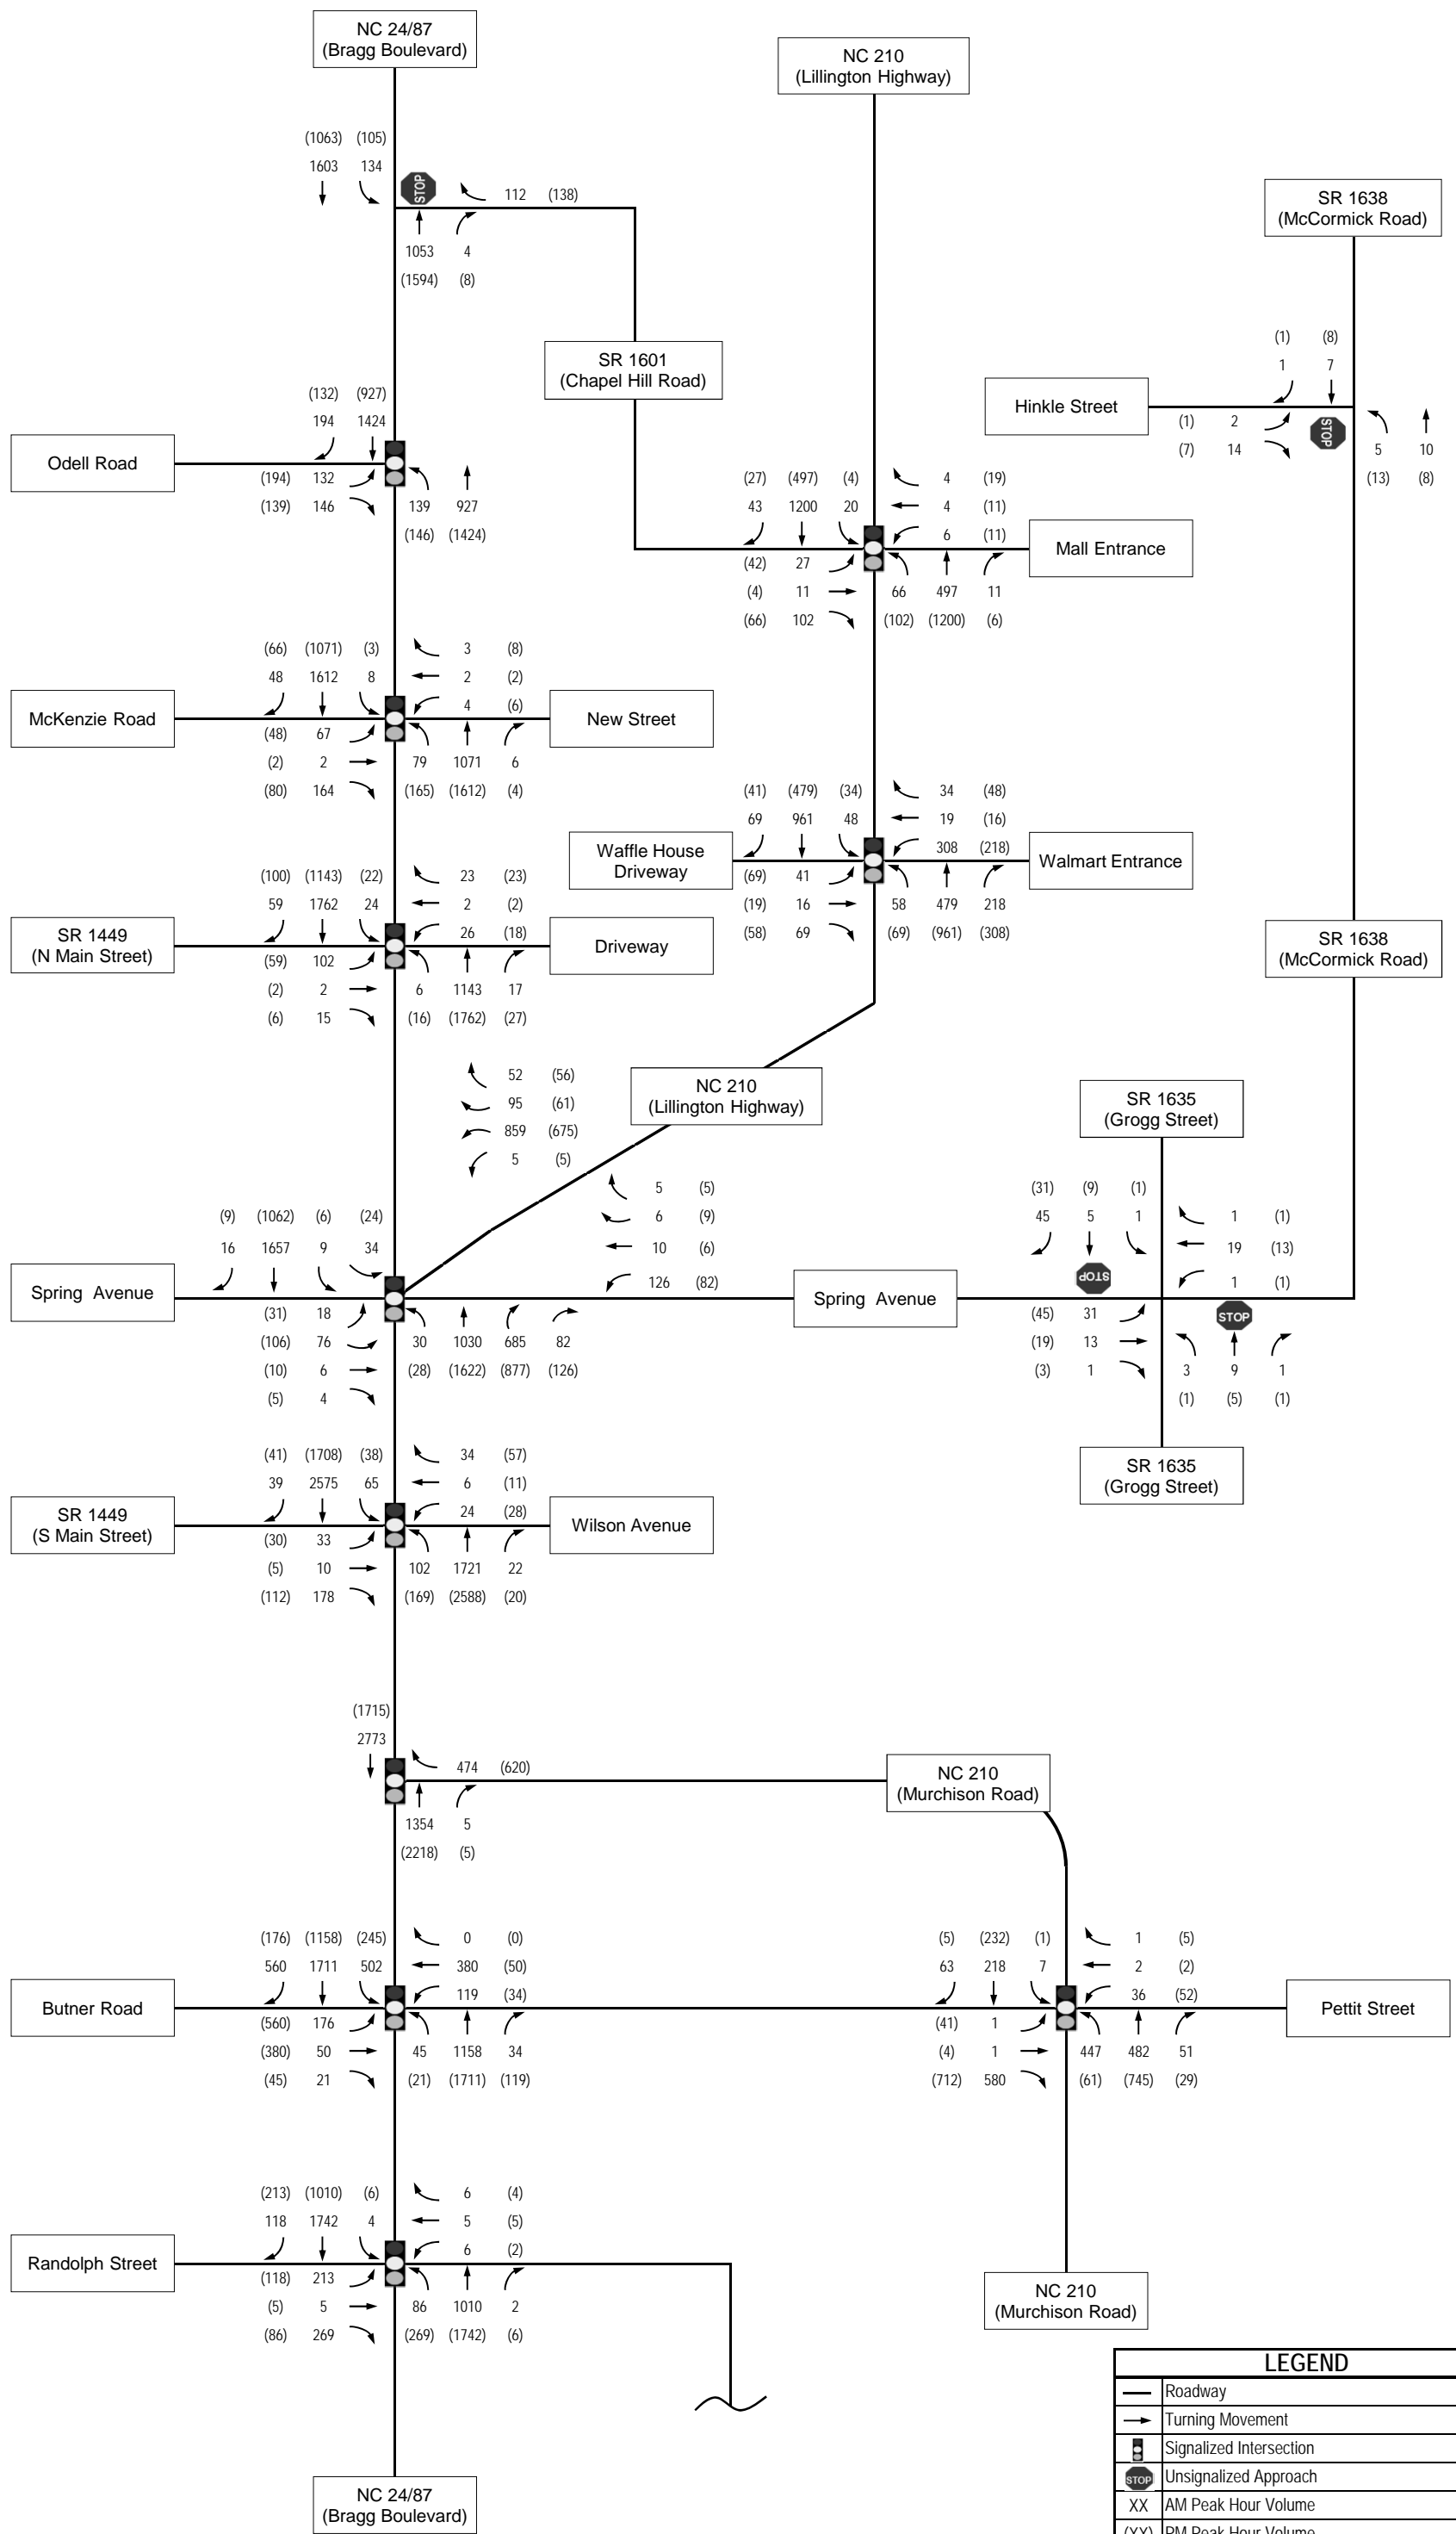 NC 24/87
(Bragg Boulevard)
NC 210
(Lillington Highway)
(1063) (105)
1603 134
STOP
112 (138)
1053 4
(1594) (8)
SR 1638
(McCormick Road)
SR 1601
(Chapel Hill Road)
(1) (8)
1 7
Hinkle Street
(1) 2
(7) 14
STOP
5 10
(13) (8)
(132) (927)
194 1424
Odell Road
(194) 132
(139) 146
139 927
(146) (1424)
(27) (497) (4)
43 1200 20
4 (19)
4 (11)
6 (11)
Mall Entrance
(42) 27
(4) 11
(66) 102
66 497 11
(102) (1200) (6)
(66) (1071) (3)
48 1612 8
3 (8)
2 (2)
4 (6)
McKenzie Road
New Street
(48) 67
(2) 2
(80) 164
79 1071 6
(165) (1612) (4)
(41) (479) (34)
69 961 48
34 (48)
19 (16)
308 (218)
Waffle House
Driveway
Walmart Entrance
(69) 41
(19) 16
(58) 69
58 479 218
(69) (961) (308)
(100) (1143) (22)
59 1762 24
23 (23)
2 (2)
26 (18)
SR 1449
(N Main Street)
Driveway
(59) 102
(2) 2
(6) 15
6 1143 17
(16) (1762) (27)
SR 1638
(McCormick Road)
52 (56)
95 (61)
859 (675)
5 (5)
NC 210
(Lillington Highway)
SR 1635
(Grogg Street)
(9) (1062) (6) (24)
16 1657 9 34
5 (5)
6 (9)
10 (6)
126 (82)
Spring Avenue
Spring Avenue
(31) 18
(106) 76
(10) 6
(5) 4
30 1030 685 82
(28) (1622) (877) (126)
(31) (9) (1)
45 5 1
STOP
1 (1)
19 (13)
1 (1)
(45) 31
(19) 13
(3) 1
STOP
3 9 1
(1) (5) (1)
SR 1635
(Grogg Street)
(41) (1708) (38)
39 2575 65
34 (57)
6 (11)
24 (28)
SR 1449
(S Main Street)
Wilson Avenue
(30) 33
(5) 10
(112) 178
102 1721 22
(169) (2588) (20)
(1715)
2773
474 (620)
1354 5
(2218) (5)
NC 210
(Murchison Road)
(176) (1158) (245)
560 1711 502
0 (0)
380 (50)
119 (34)
Butner Road
(560) 176
(380) 50
(45) 21
45 1158 34
(21) (1711) (119)
(5) (232) (1)
63 218 7
1 (5)
2 (2)
36 (52)
Pettit Street
(41) 1
(4) 1
(712) 580
447 482 51
(61) (745) (29)
(213) (1010) (6)
118 1742 4
6 (4)
5 (5)
6 (2)
Randolph Street
(118) 213
(5) 5
(86) 269
86 1010 2
(269) (1742) (6)
NC 210
(Murchison Road)
NC 24/87
(Bragg Boulevard)
LEGEND
Roadway
Turning Movement
Signalized Intersection
STOP Unsignalized Approach
XX AM Peak Hour Volume
(XX) PM Peak Hour Volume